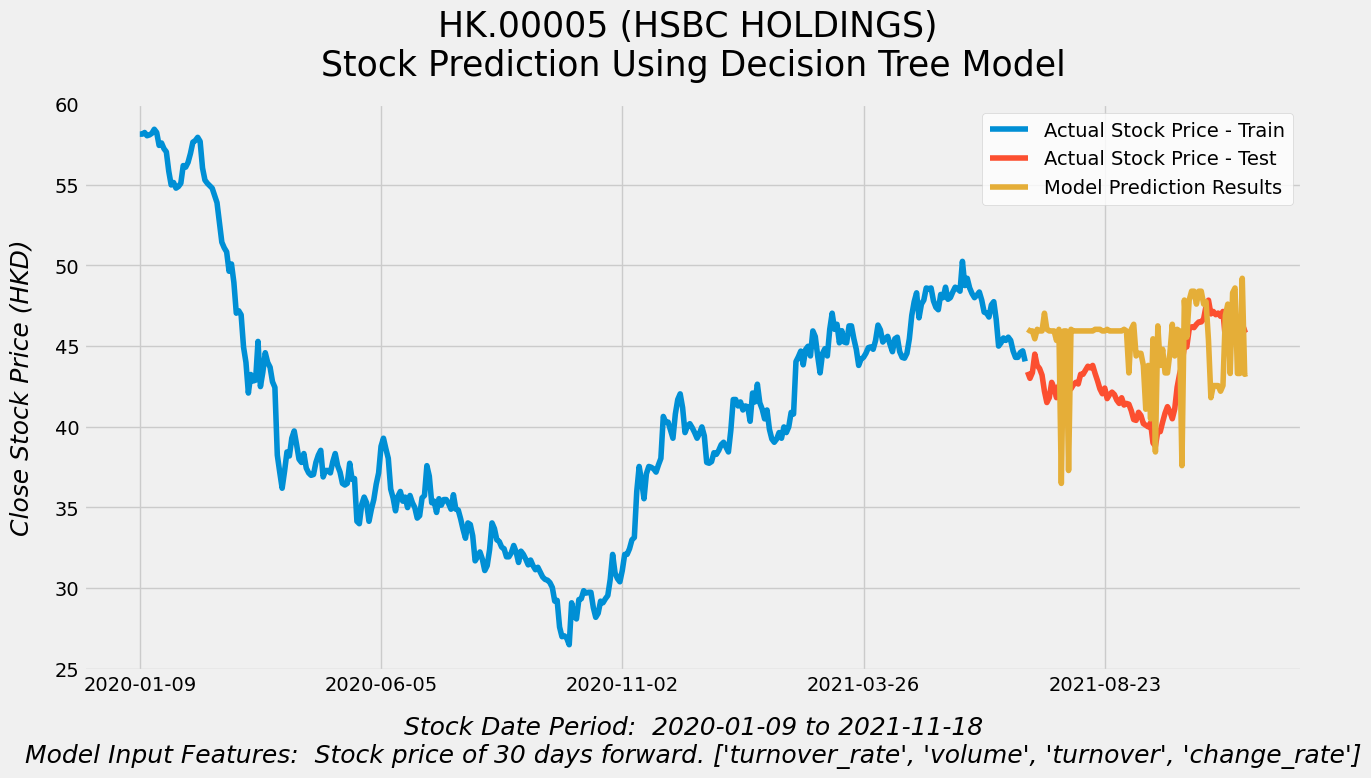 HK.00005 (HSBC HOLDINGS)
Stock Prediction Using Decision Tree Model
Close Stock Price (HKD)
60
55
50
45
40
35
30
25
Actual Stock Price - Train
Actual Stock Price - Test
Model Prediction Results
2020-01-09 2020-06-05 2020-11-02 2021-03-26 2021-08-23
Stock Date Period:  2020-01-09 to 2021-11-18
Model Input Features:  Stock price of 30 days forward. ['turnover_rate', 'volume', 'turnover', 'change_rate']